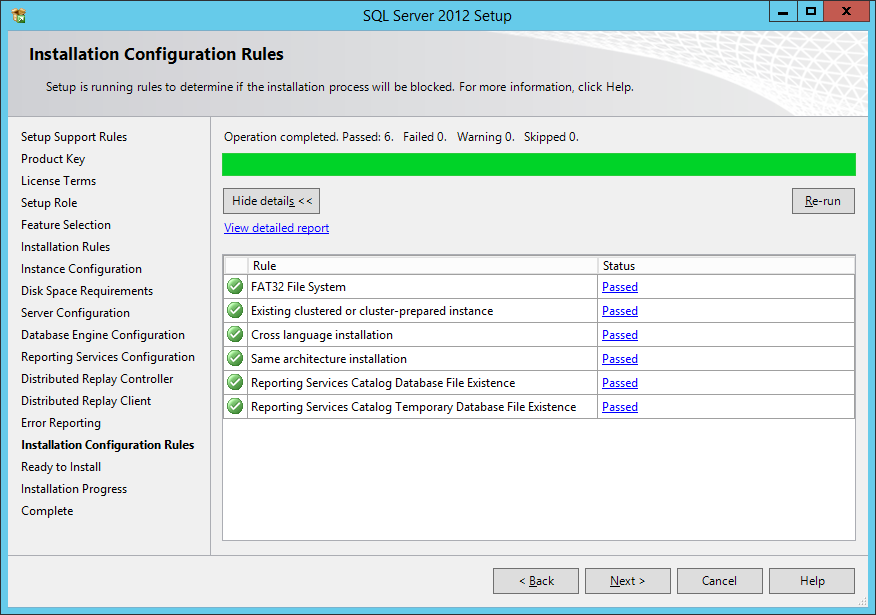 SQL Server 2012 Setup
Installation Configuration Rules
Setup is running rules to determine if the installation process will be blocked. For more information, click Help.
Setup Support Rules
Product Key
License Terms
Setup Role
Feature Selection
Installation Rules
Instance Configuration
Disk Space Requirements
Server Configuration
Database Engine Configuration
Reporting Services Configuration
Distributed Replay Controller
Distributed Replay Client
Error Reporting
Installation Configuration Rules
Ready to Install
Installation Progress
Complete
Operation completed. Passed: 6. Failed 0. Warning 0. Skipped 0.
Hide details << Re-run
View detailed report
Rule Status
FAT32 File System Passed
Existing clustered or cluster-prepared instance Passed
Cross language installation Passed
Same architecture installation Passed
Reporting Services Catalog Database File Existence Passed
Reporting Services Catalog Temporary Database File Existence Passed
< Back Next > Cancel Help